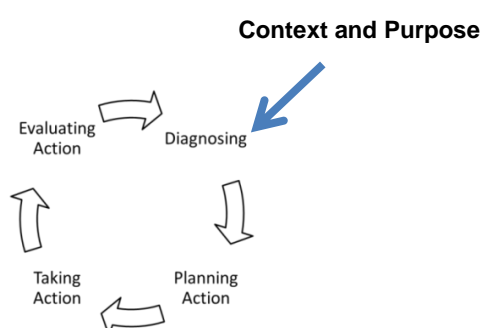 Context and Purpose
Evaluating
Action
Diagnosing
Taking
Action
Planning
Action